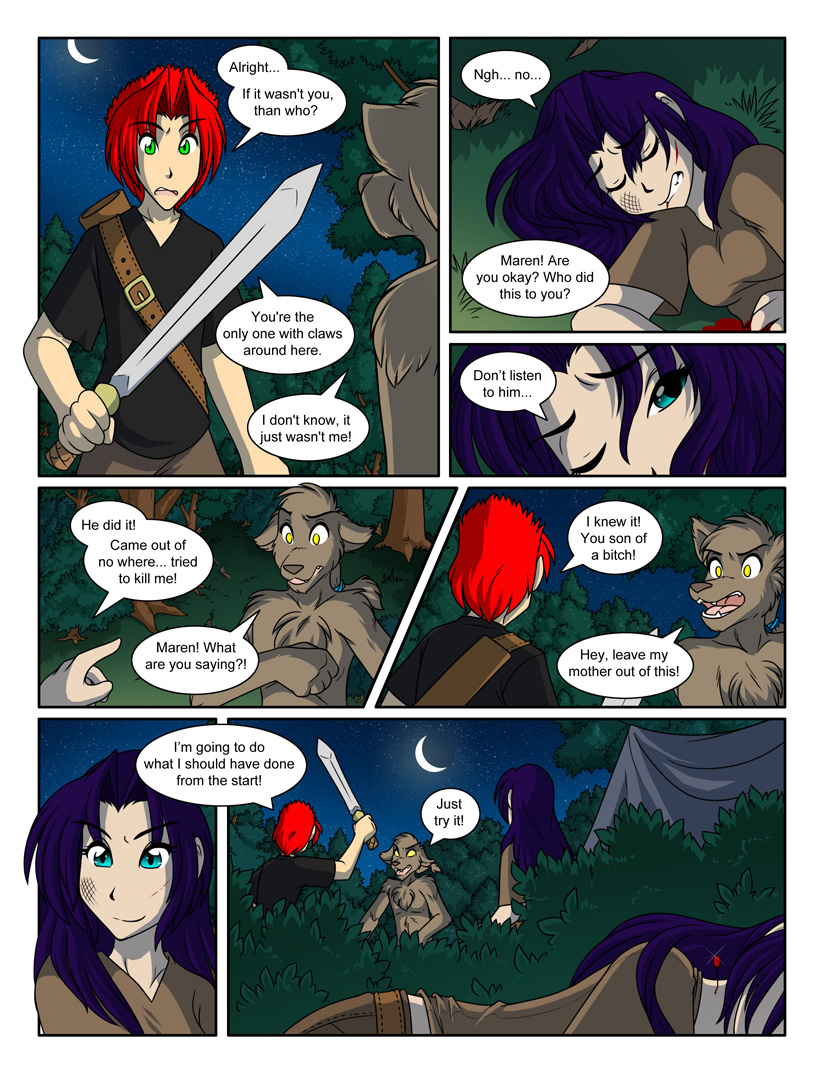 Alright...
If it wasn't you,
than who?
You're the
only one with claws
around here.
I don't know, it
just wasn't me!
Ngh... no...
Maren! Are
you okay? Who did
this to you?
Don't listen
to him...
He did it!
Came out of
no where... tried
to kill me!
Maren! What
are you saying?!
I knew it!
You son of
a bitch!
Hey, leave my
mother out of this!
I'm going to do
what I should have done
from the start!
Just
try it!